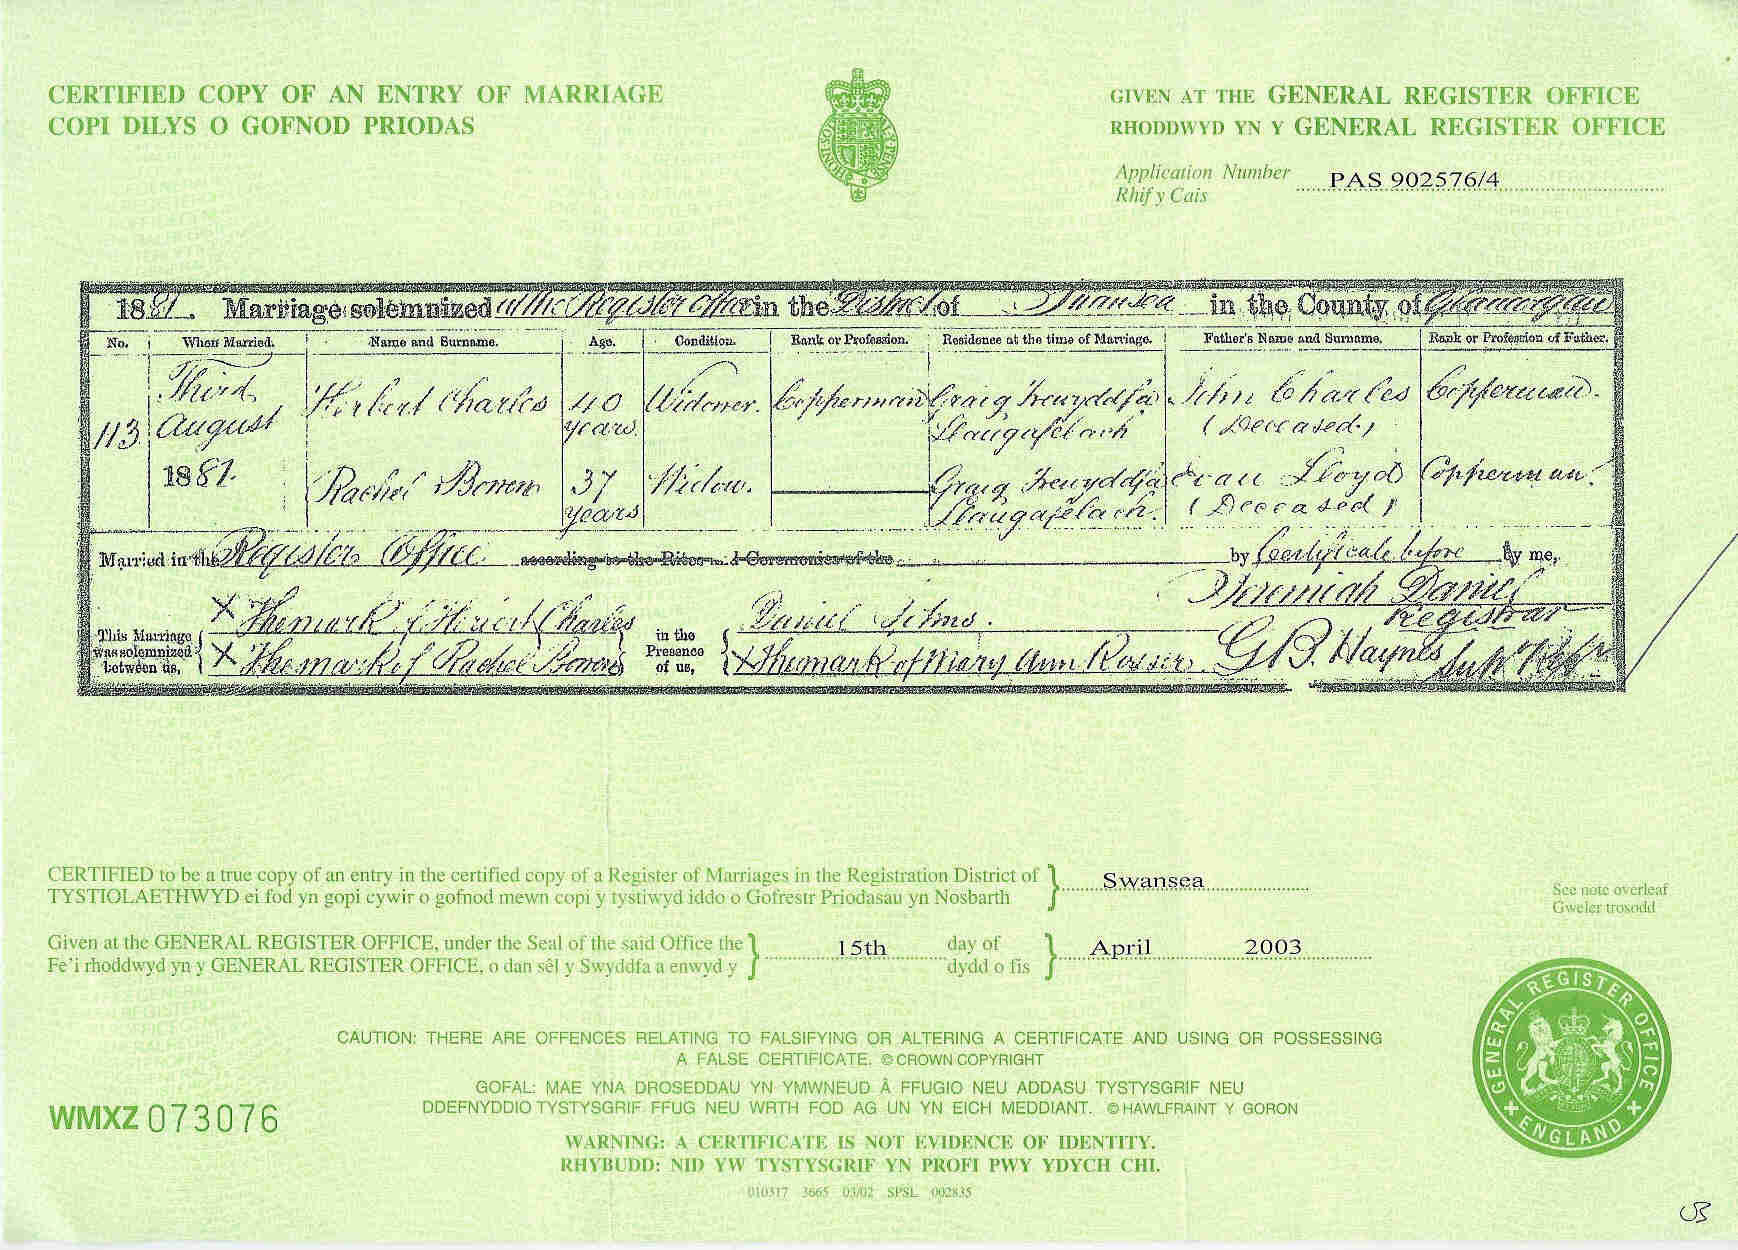 CERTIFIED COPY OF AN ENTRY OF MARRIAGE
COPI DILYS O GOFNOD PRIODAS
GIVEN AT THE GENERAL REGISTER OFFICE
RHODDWYD YN Y GENERAL REGISTER OFFICE
Application Number
Rhif y Cais
PAS 902576/4
1881. Marriage solemnized at the Register Office in the District of Swansea in the County of Glamorgan
No. When Married. Name and Surname. Age. Condition. Rank or Profession. Residence at the time of Marriage. Father's Name and Surname. Rank or Profession of Father.
113 Third August 1881. Herbert Charles 40 years Widower. Copperman Graig Trewyddfa Llangafelach John Charles (Deceased) Copperman.
Rachel Bowen 37 years Widow. Graig Trewyddfa Llangafelach. Evan Lloyd (Deceased) Copperman.
Married in the Register Office according to the Rites and Ceremonies of the by Certificate before by me,
This Marriage was solemnized between us,
X The mark of Herbert Charles
X The mark of Rachel Bowen
in the Presence of us,
Daniel Johns.
X The mark of Mary Ann Rosser
Jeremiah Daniel
Registrar
G B. Haynes Supt Regr
CERTIFIED to be a true copy of an entry in the certified copy of a Register of Marriages in the Registration District of
TYSTIOLAETHWYD ei fod yn gopi cywir o gofnod mewn copi y tystiwyd iddo o Gofrestr Priodasau yn Nosbarth
Swansea
See note overleaf
Gweler trosodd
Given at the GENERAL REGISTER OFFICE, under the Seal of the said Office the
Fe'i rhoddwyd yn y GENERAL REGISTER OFFICE, o dan sêl y Swyddfa a enwyd y
15th
day of
dydd o fis
April 2003
CAUTION: THERE ARE OFFENCES RELATING TO FALSIFYING OR ALTERING A CERTIFICATE AND USING OR POSSESSING
A FALSE CERTIFICATE. © CROWN COPYRIGHT
GOFAL: MAE YNA DROSEDDAU YN YMWNEUD Â FFUGIO NEU ADDASU TYSTYSGRIF NEU
DDEFNYDDIO TYSTYSGRIF FFUG NEU WRTH FOD AG UN YN EICH MEDDIANT. © HAWLFRAINT Y GORON
WARNING: A CERTIFICATE IS NOT EVIDENCE OF IDENTITY.
RHYBUDD: NID YW TYSTYSGRIF YN PROFI PWY YDYCH CHI.
WMXZ 073076
010317 3665 03/02 SPSL 002835
GENERAL REGISTER OFFICE
ENGLAND